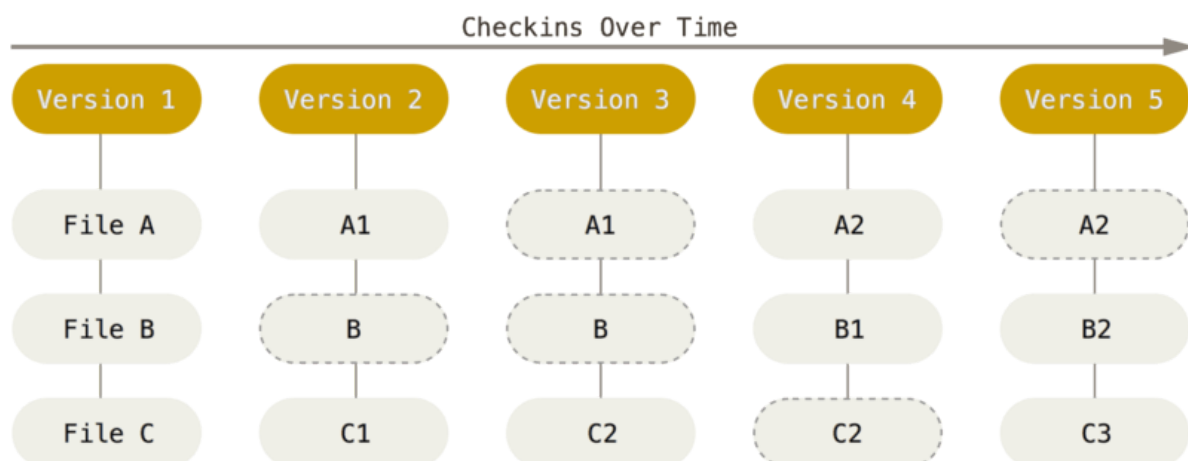 Checkins Over Time
Version 1 Version 2 Version 3 Version 4 Version 5
File A A1 A1 A2 A2
File B B B B1 B2
File C C1 C2 C2 C3